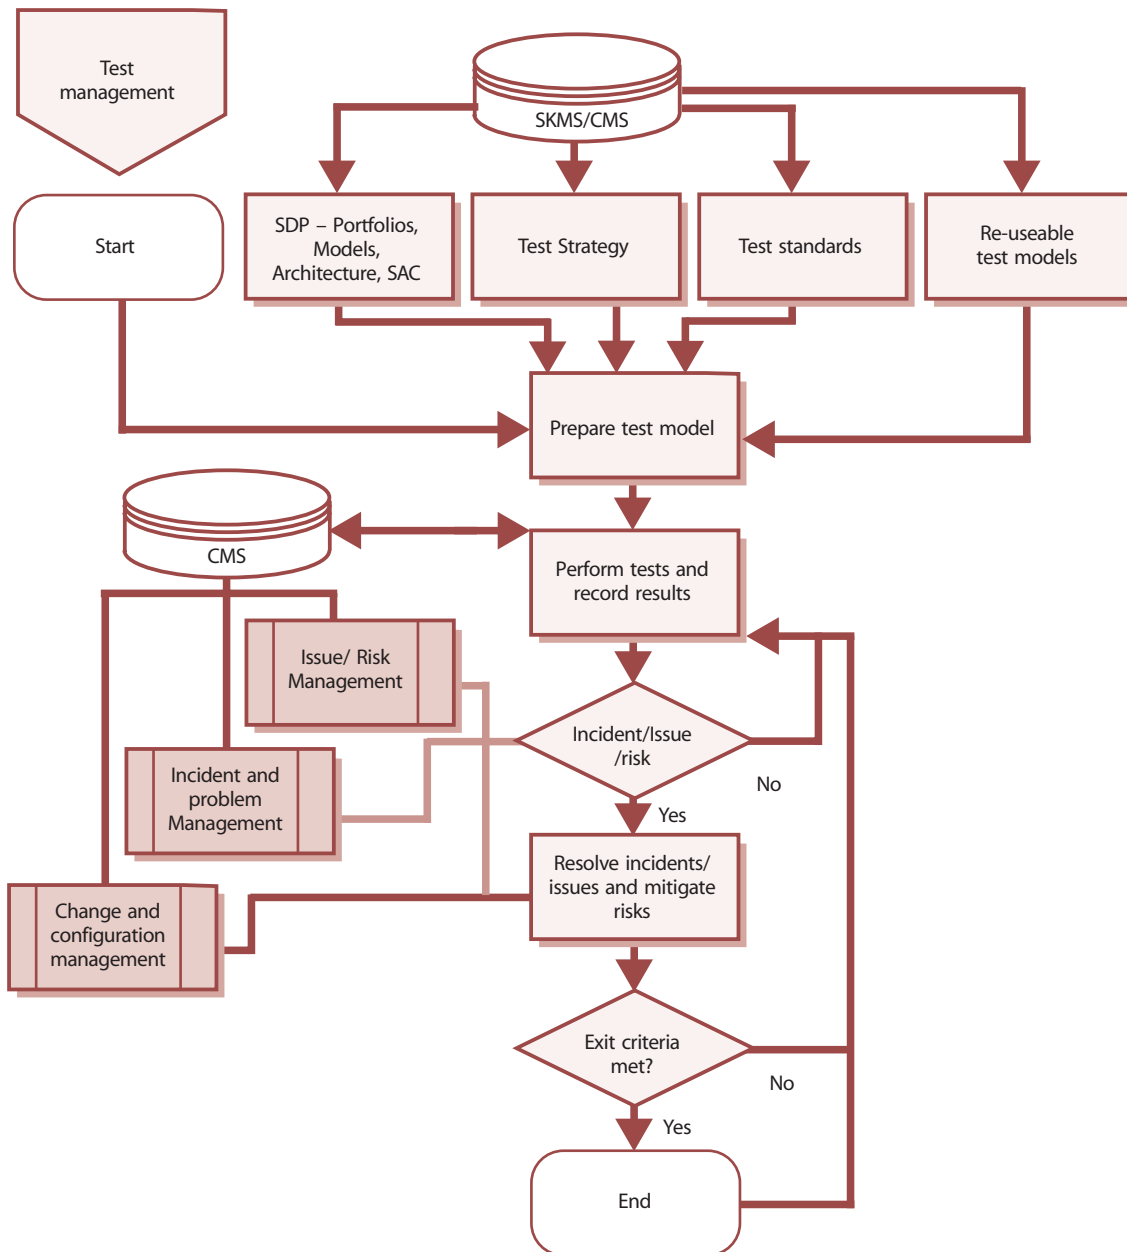 Test
management
SKMS/CMS
Start
SDP – Portfolios,
Models,
Architecture, SAC
Test Strategy
Test standards
Re-useable
test models
Prepare test model
CMS
Perform tests and
record results
Issue/ Risk
Management
Incident/Issue
/risk
No
Yes
Incident and
problem
Management
Resolve incidents/
issues and mitigate
risks
Change and
configuration
management
Exit criteria
met?
No
Yes
End